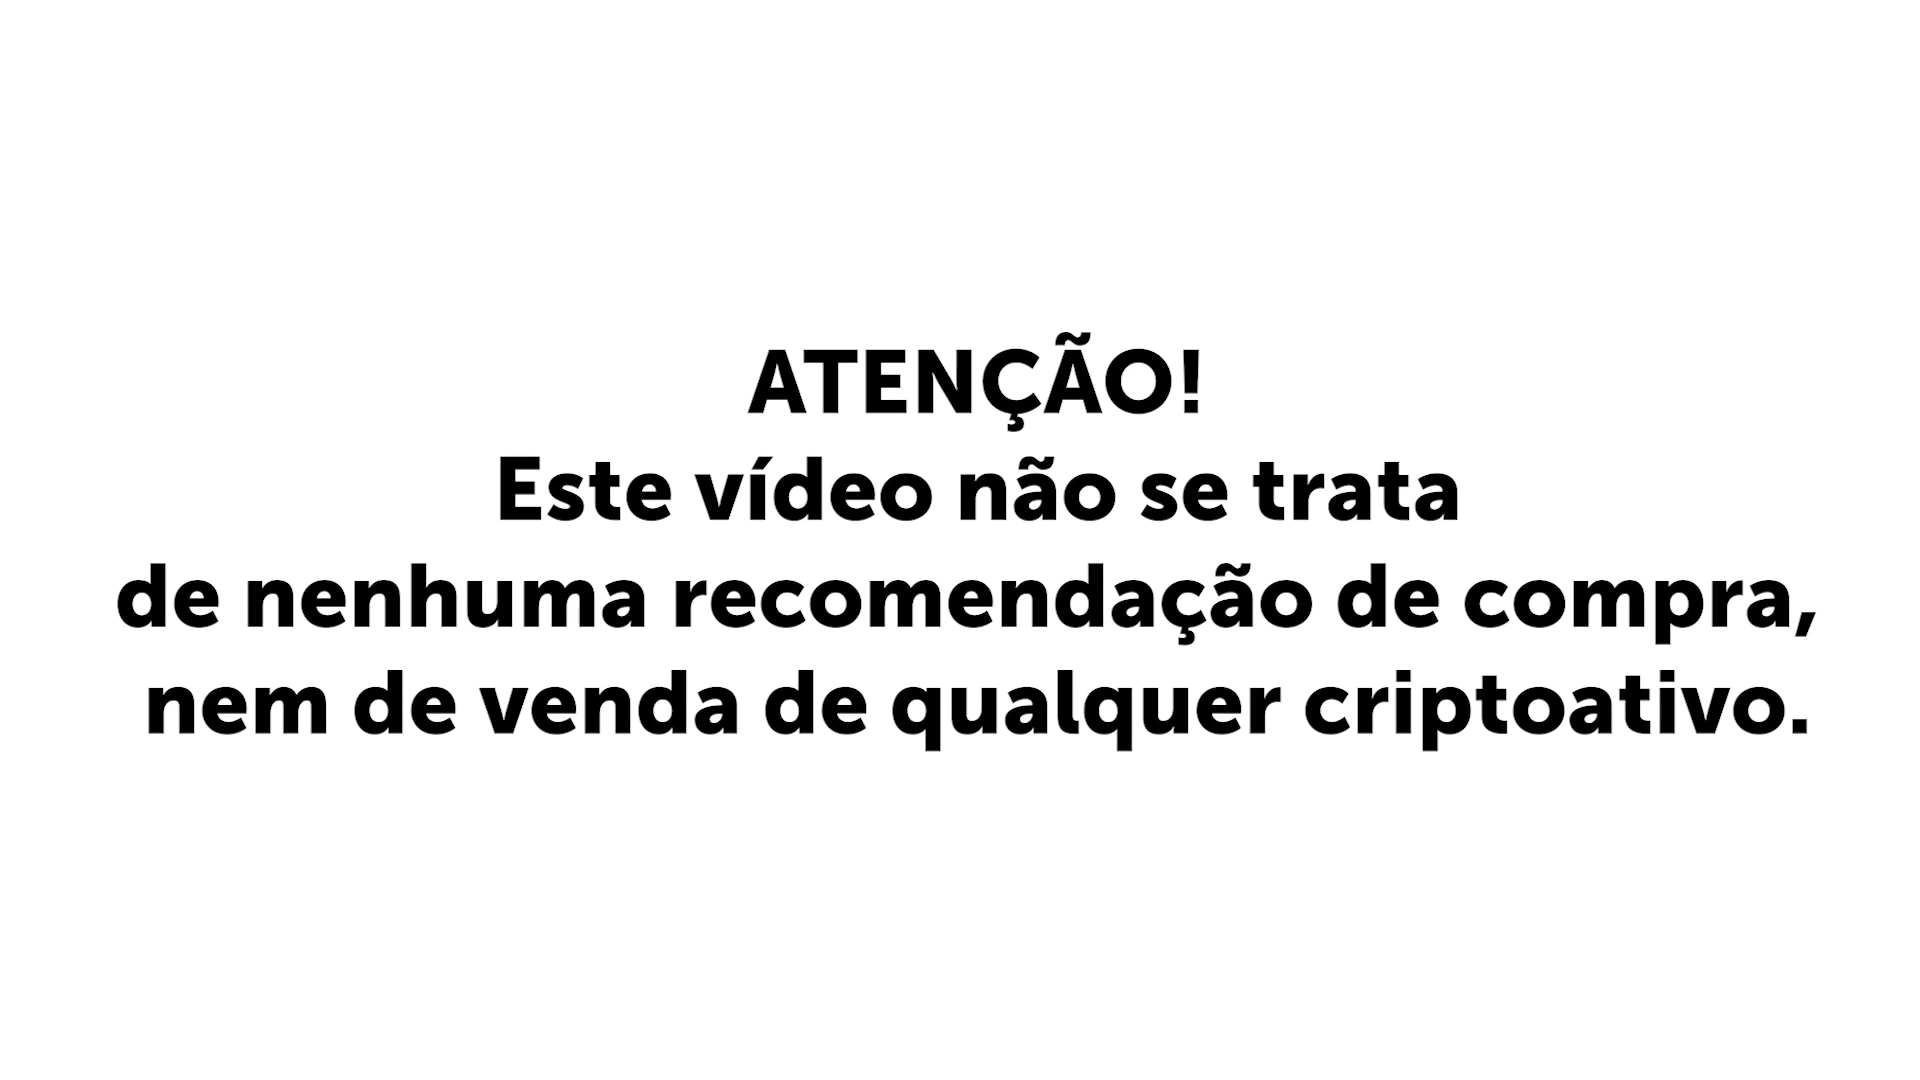 ATENÇÃO!
Este vídeo não se trata
de nenhuma recomendação de compra,
nem de venda de qualquer criptoativo.